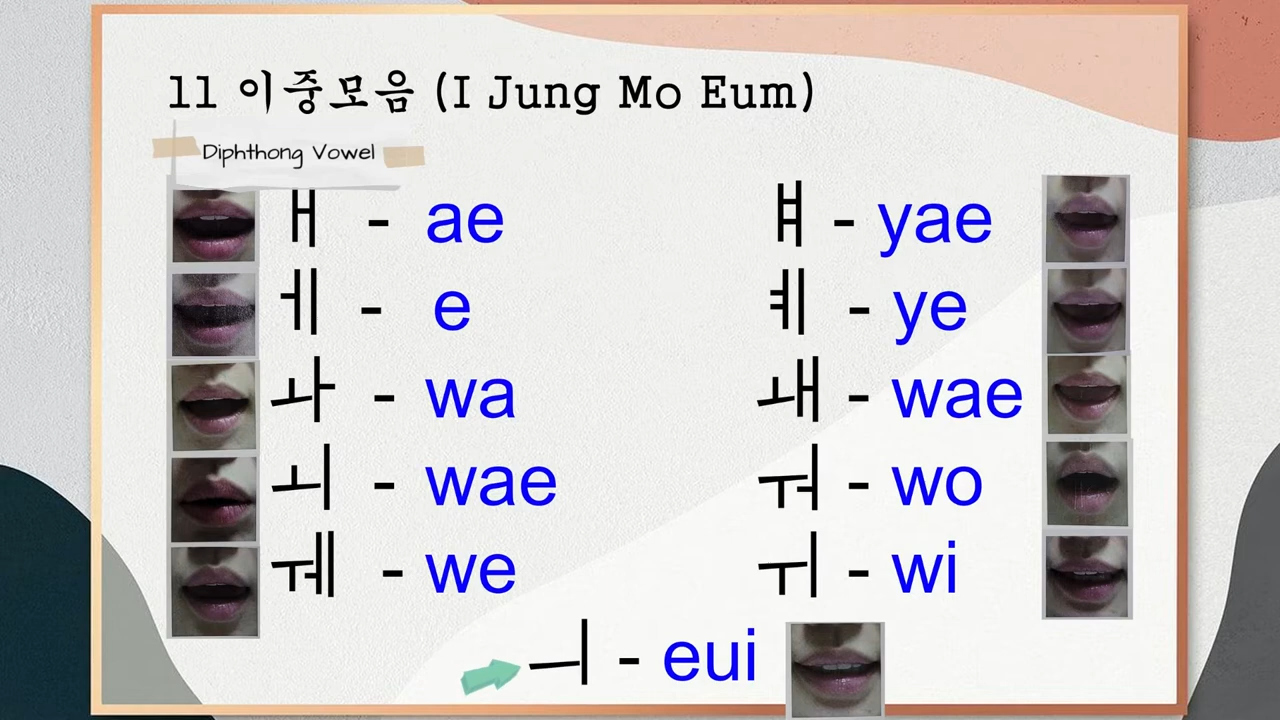 11 이중모음 (I Jung Mo Eum)
Diphthong Vowel
ㅐ - ae ㅒ - yae
ㅔ - e ㅖ - ye
ㅘ - wa ㅙ - wae
ㅚ - wae ㅝ - wo
ㅞ - we ㅟ - wi
ㅢ - eui